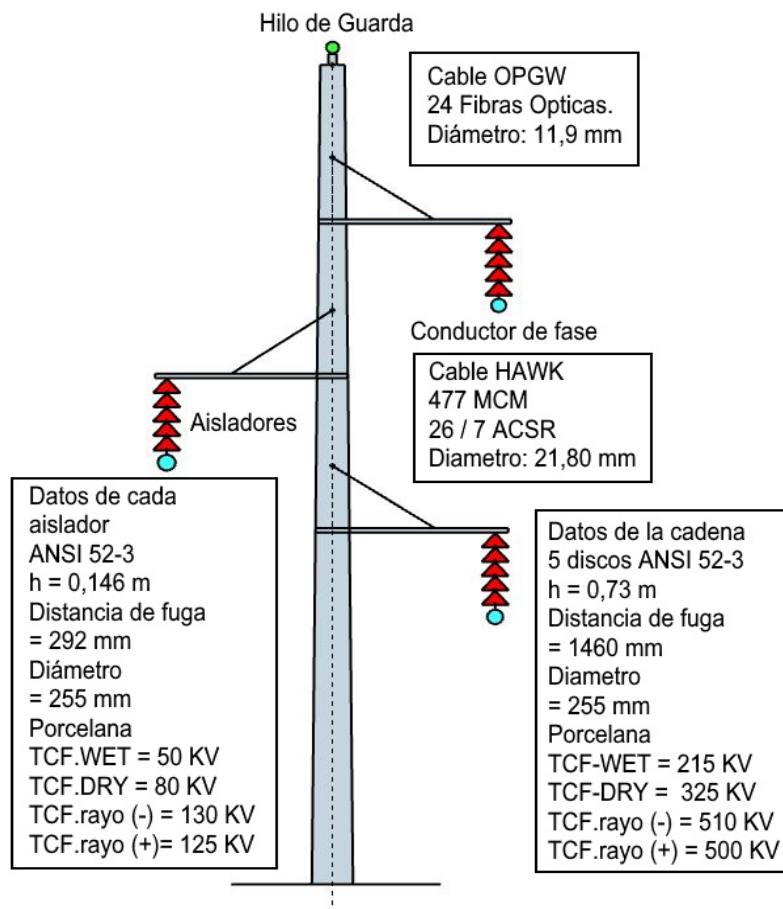 Hilo de Guarda
Cable OPGW
24 Fibras Opticas.
Diámetro: 11,9 mm
Conductor de fase
Cable HAWK
477 MCM
26 / 7 ACSR
Diametro: 21,80 mm
Aisladores
Datos de cada
aislador
ANSI 52-3
h = 0,146 m
Distancia de fuga
= 292 mm
Diámetro
= 255 mm
Porcelana
TCF.WET = 50 KV
TCF.DRY = 80 KV
TCF.rayo (-) = 130 KV
TCF.rayo (+)= 125 KV
Datos de la cadena
5 discos ANSI 52-3
h = 0,73 m
Distancia de fuga
= 1460 mm
Diametro
= 255 mm
Porcelana
TCF-WET = 215 KV
TCF-DRY =  325 KV
TCF.rayo (-) = 510 KV
TCF.rayo (+) = 500 KV